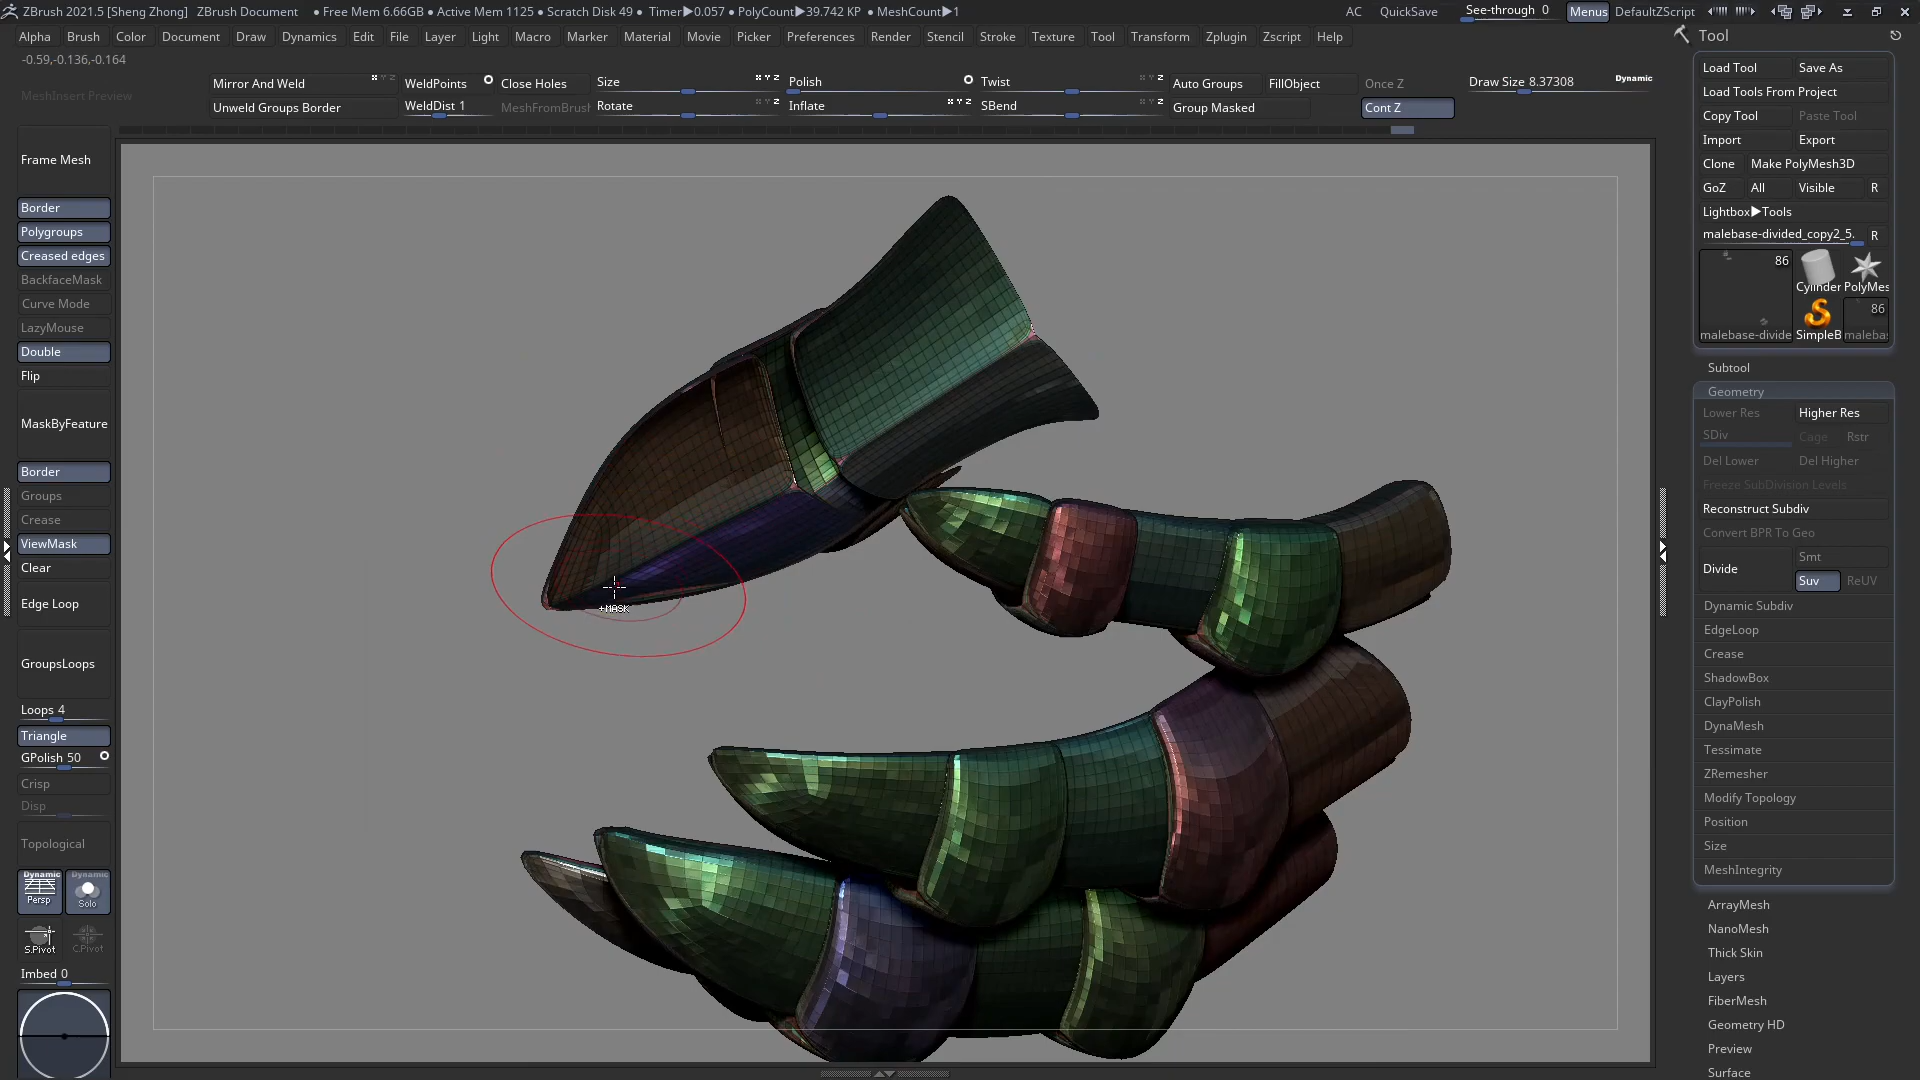 ZBrush 2021.5 [Sheng Zhong] ZBrush Document • Free Mem 6.66GB • Active Mem 1125 • Scratch Disk 49 • Timer▶0.057 • PolyCount▶39.742 KP • MeshCount▶1 AC QuickSave See-through 0 Menus DefaultZScript
Alpha Brush Color Document Draw Dynamics Edit File Layer Light Macro Marker Material Movie Picker Preferences Render Stencil Stroke Texture Tool Transform Zplugin Zscript Help
Tool
-0.59,-0.136,-0.164
MeshInsert Preview
Mirror And Weld WeldPoints Close Holes Size Polish Twist Auto Groups FillObject Once Z Draw Size 8.37308 Dynamic
Unweld Groups Border WeldDist 1 MeshFromBrush Rotate Inflate SBend Group Masked Cont Z
Frame Mesh
Border
Polygroups
Creased edges
BackfaceMask
Curve Mode
LazyMouse
Double
Flip
MaskByFeature
Border
Groups
Crease
ViewMask
Clear
Edge Loop
GroupsLoops
Loops 4
Triangle
GPolish 50
Crisp
Disp
Topological
Dynamic Dynamic
Persp Solo
S.Pivot C.Pivot
Imbed 0
+MASK
Load Tool Save As
Load Tools From Project
Copy Tool Paste Tool
Import Export
Clone Make PolyMesh3D
GoZ All Visible R
Lightbox▶Tools
malebase-divided_copy2_5. R
86
Cylinder PolyMes
86
malebase-divide SimpleB maleba
Subtool
Geometry
Lower Res Higher Res
SDiv Cage Rstr
Del Lower Del Higher
Freeze SubDivision Levels
Reconstruct Subdiv
Convert BPR To Geo
Divide Smt
Suv ReUV
Dynamic Subdiv
EdgeLoop
Crease
ShadowBox
ClayPolish
DynaMesh
Tessimate
ZRemesher
Modify Topology
Position
Size
MeshIntegrity
ArrayMesh
NanoMesh
Thick Skin
Layers
FiberMesh
Geometry HD
Preview
Surface